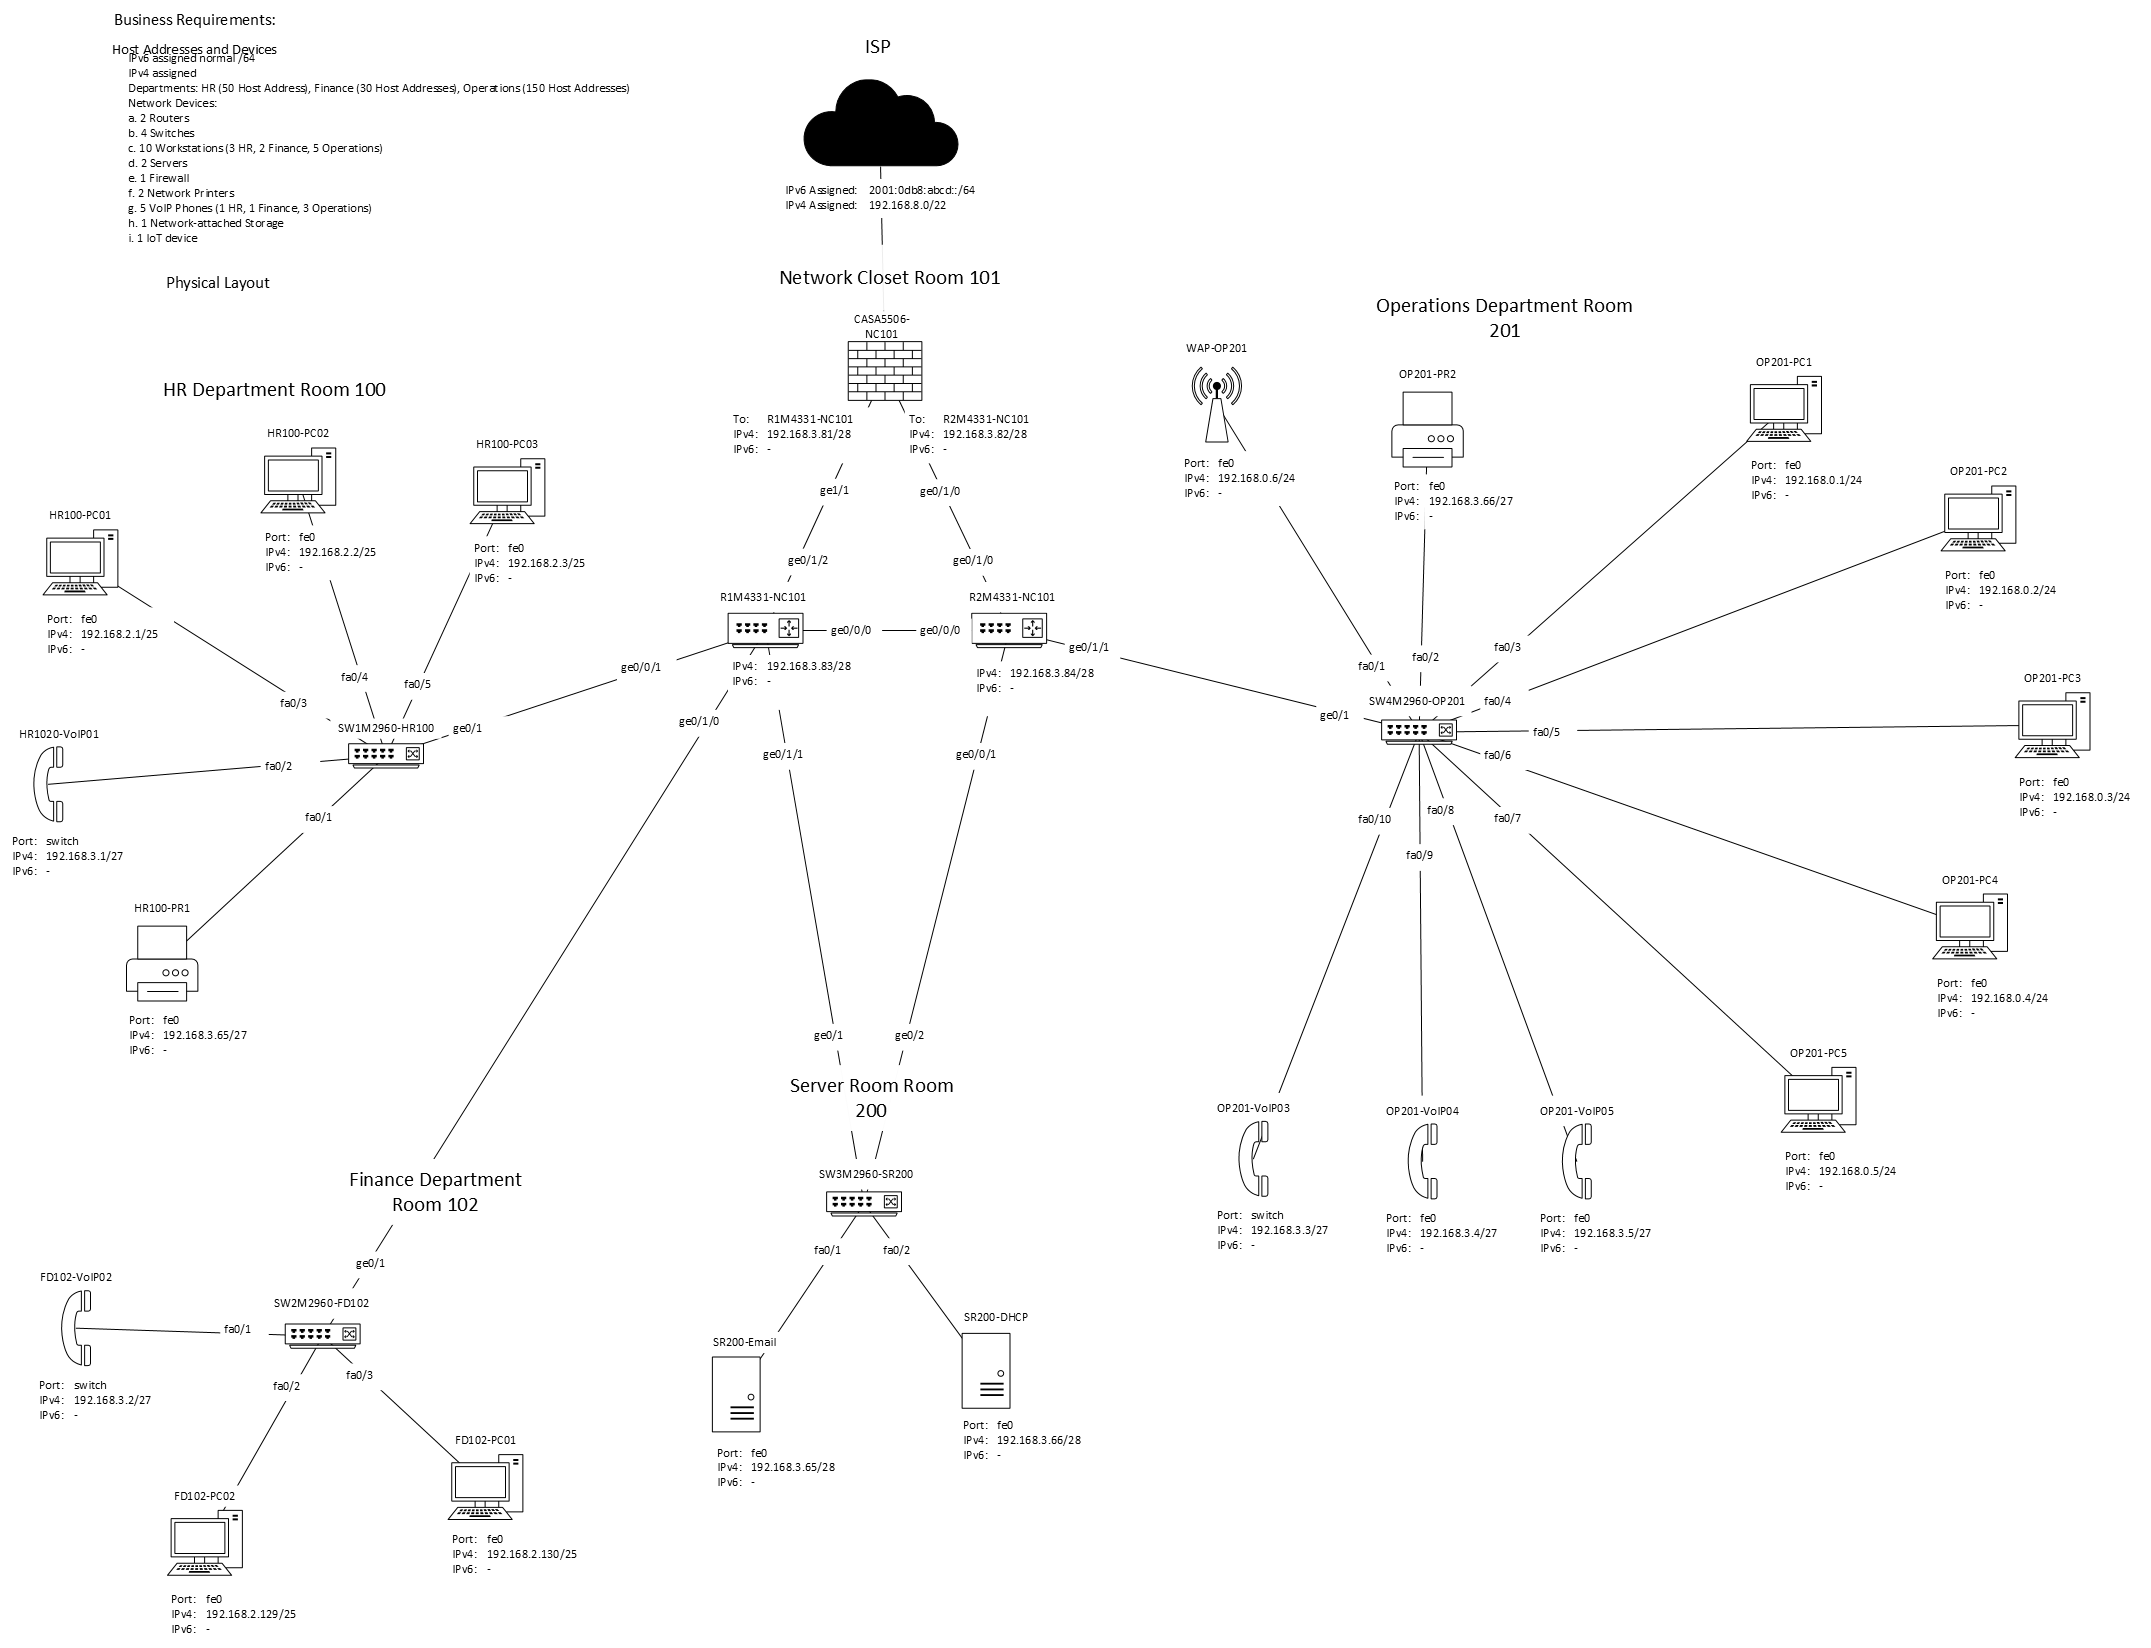 Business Requirements:
Host Addresses and Devices
IPv6 assigned normal /64
IPv4 assigned
Departments: HR (50 Host Address), Finance (30 Host Addresses), Operations (150 Host Addresses)
Network Devices:
a. 2 Routers
b. 4 Switches
c. 10 Workstations (3 HR, 2 Finance, 5 Operations)
d. 2 Servers
e. 1 Firewall
f. 2 Network Printers
g. 5 VoIP Phones (1 HR, 1 Finance, 3 Operations)
h. 1 Network-attached Storage
i. 1 IoT device
Physical Layout
ISP
IPv6 Assigned: 2001:0db8:abcd::/64
IPv4 Assigned: 192.168.8.0/22
Network Closet Room 101
CASA5506-
NC101
To: R1M4331-NC101
IPv4: 192.168.3.81/28
IPv6: -
To: R2M4331-NC101
IPv4: 192.168.3.82/28
IPv6: -
ge1/1
ge0/1/0
ge0/1/2
ge0/1/0
R1M4331-NC101
R2M4331-NC101
ge0/0/0
ge0/0/0
IPv4: 192.168.3.83/28
IPv6: -
IPv4: 192.168.3.84/28
IPv6: -
ge0/0/1
ge0/1/0
ge0/1/1
ge0/0/1
ge0/1/1
HR Department Room 100
HR100-PC01
Port: fe0
IPv4: 192.168.2.1/25
IPv6: -
HR100-PC02
Port: fe0
IPv4: 192.168.2.2/25
IPv6: -
HR100-PC03
Port: fe0
IPv4: 192.168.2.3/25
IPv6: -
fa0/3
fa0/4
fa0/5
SW1M2960-HR100
ge0/1
fa0/2
fa0/1
HR1020-VoIP01
Port: switch
IPv4: 192.168.3.1/27
IPv6: -
HR100-PR1
Port: fe0
IPv4: 192.168.3.65/27
IPv6: -
Finance Department
Room 102
ge0/1
SW2M2960-FD102
fa0/1
fa0/2
fa0/3
FD102-VoIP02
Port: switch
IPv4: 192.168.3.2/27
IPv6: -
FD102-PC01
Port: fe0
IPv4: 192.168.2.130/25
IPv6: -
FD102-PC02
Port: fe0
IPv4: 192.168.2.129/25
IPv6: -
ge0/1
ge0/2
Server Room Room
200
SW3M2960-SR200
fa0/1
fa0/2
SR200-Email
Port: fe0
IPv4: 192.168.3.65/28
IPv6: -
SR200-DHCP
Port: fe0
IPv4: 192.168.3.66/28
IPv6: -
Operations Department Room
201
WAP-OP201
Port: fe0
IPv4: 192.168.0.6/24
IPv6: -
OP201-PR2
Port: fe0
IPv4: 192.168.3.66/27
IPv6: -
OP201-PC1
Port: fe0
IPv4: 192.168.0.1/24
IPv6: -
OP201-PC2
Port: fe0
IPv4: 192.168.0.2/24
IPv6: -
OP201-PC3
Port: fe0
IPv4: 192.168.0.3/24
IPv6: -
OP201-PC4
Port: fe0
IPv4: 192.168.0.4/24
IPv6: -
OP201-PC5
Port: fe0
IPv4: 192.168.0.5/24
IPv6: -
fa0/1
fa0/2
fa0/3
SW4M2960-OP201
fa0/4
ge0/1
fa0/5
fa0/6
fa0/7
fa0/8
fa0/9
fa0/10
OP201-VoIP03
Port: switch
IPv4: 192.168.3.3/27
IPv6: -
OP201-VoIP04
Port: fe0
IPv4: 192.168.3.4/27
IPv6: -
OP201-VoIP05
Port: fe0
IPv4: 192.168.3.5/27
IPv6: -